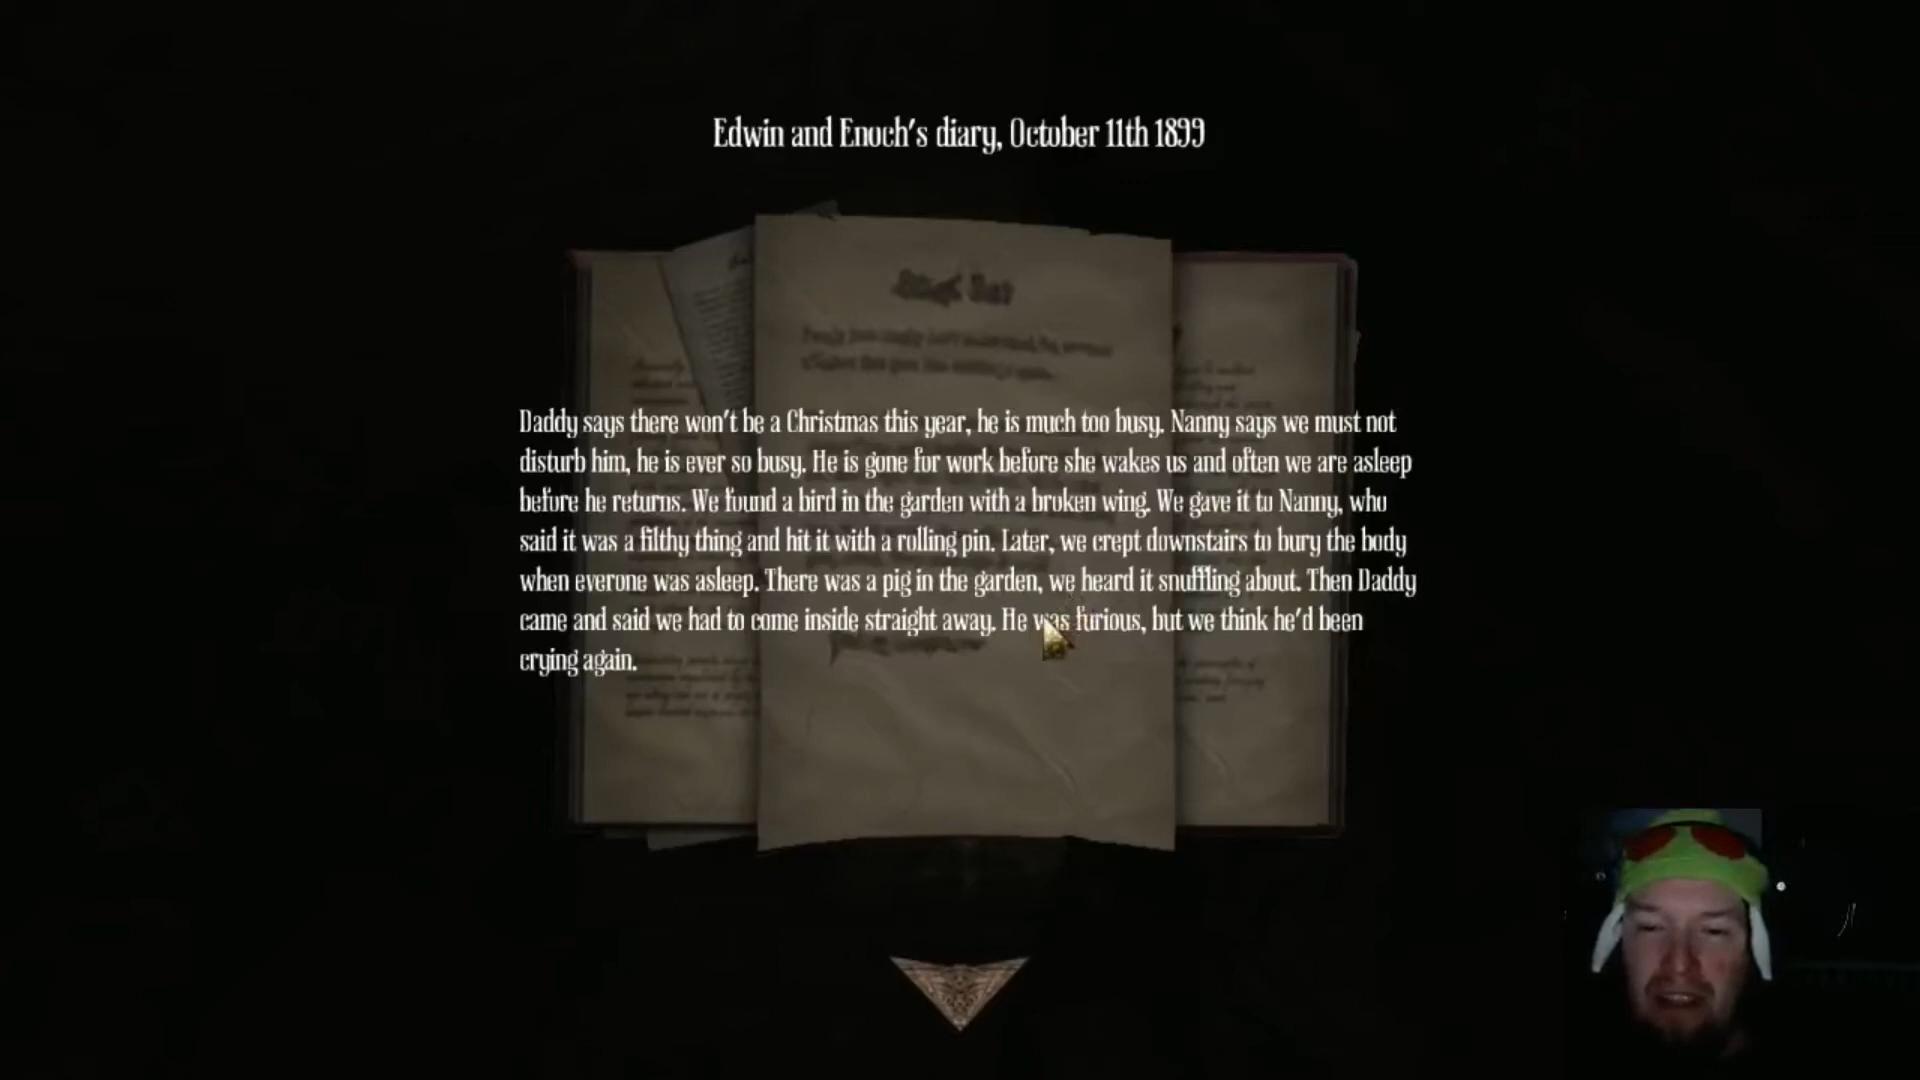 Edwin and Enoch's diary, October 11th 1899
Daddy says there won't be a Christmas this year, he is much too busy. Nanny says we must not
disturb him, he is ever so busy. He is gone for work before she wakes us and often we are asleep
before he returns. We found a bird in the garden with a broken wing. We gave it to Nanny, who
said it was a filthy thing and hit it with a rolling pin. Later, we crept downstairs to bury the body
when everone was asleep. There was a pig in the garden, we heard it snuffling about. Then Daddy
came and said we had to come inside straight away. He was furious, but we think he'd been
crying again.